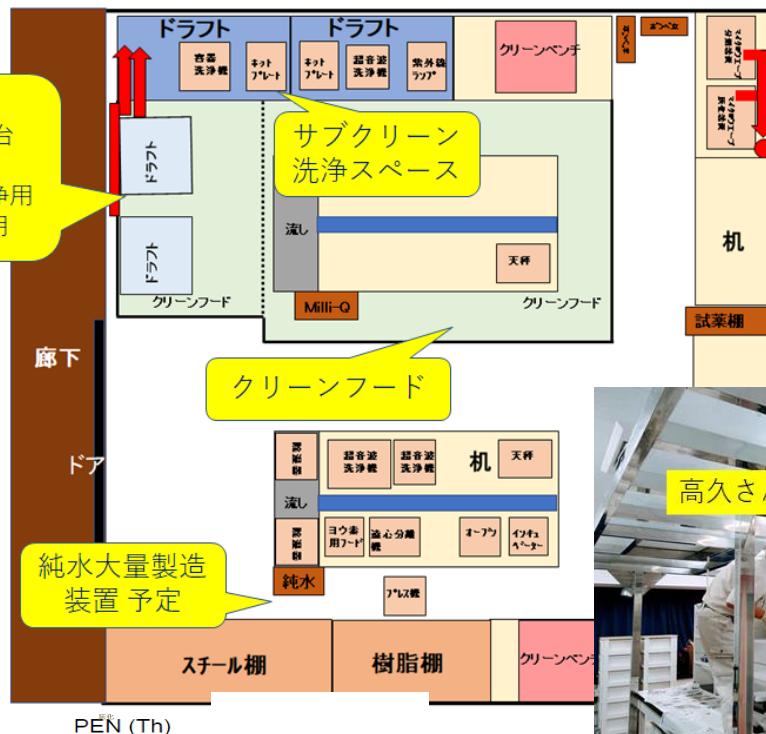 ドラフト
ドラフト
容器
洗浄機
ホット
プレート
ホット
プレート
超音波
洗浄機
紫外線
ランプ
クリーンベンチ
台
浄用
サブクリーン
洗浄スペース
ドラフト
ドラフト
流し
天秤
クリーンフード
Milli-Q
クリーンフード
机
試薬棚
廊下
クリーンフード
ドア
超音波
洗浄機
超音波
洗浄機
机
天秤
流し
ヨウ素
用フード
遠心分離
機
オーブン
インキュ
ベーター
高久さん
純水大量製造
装置 予定
純水
プレス機
スチール棚
樹脂棚
クリーンベンチ
PEN (Th)